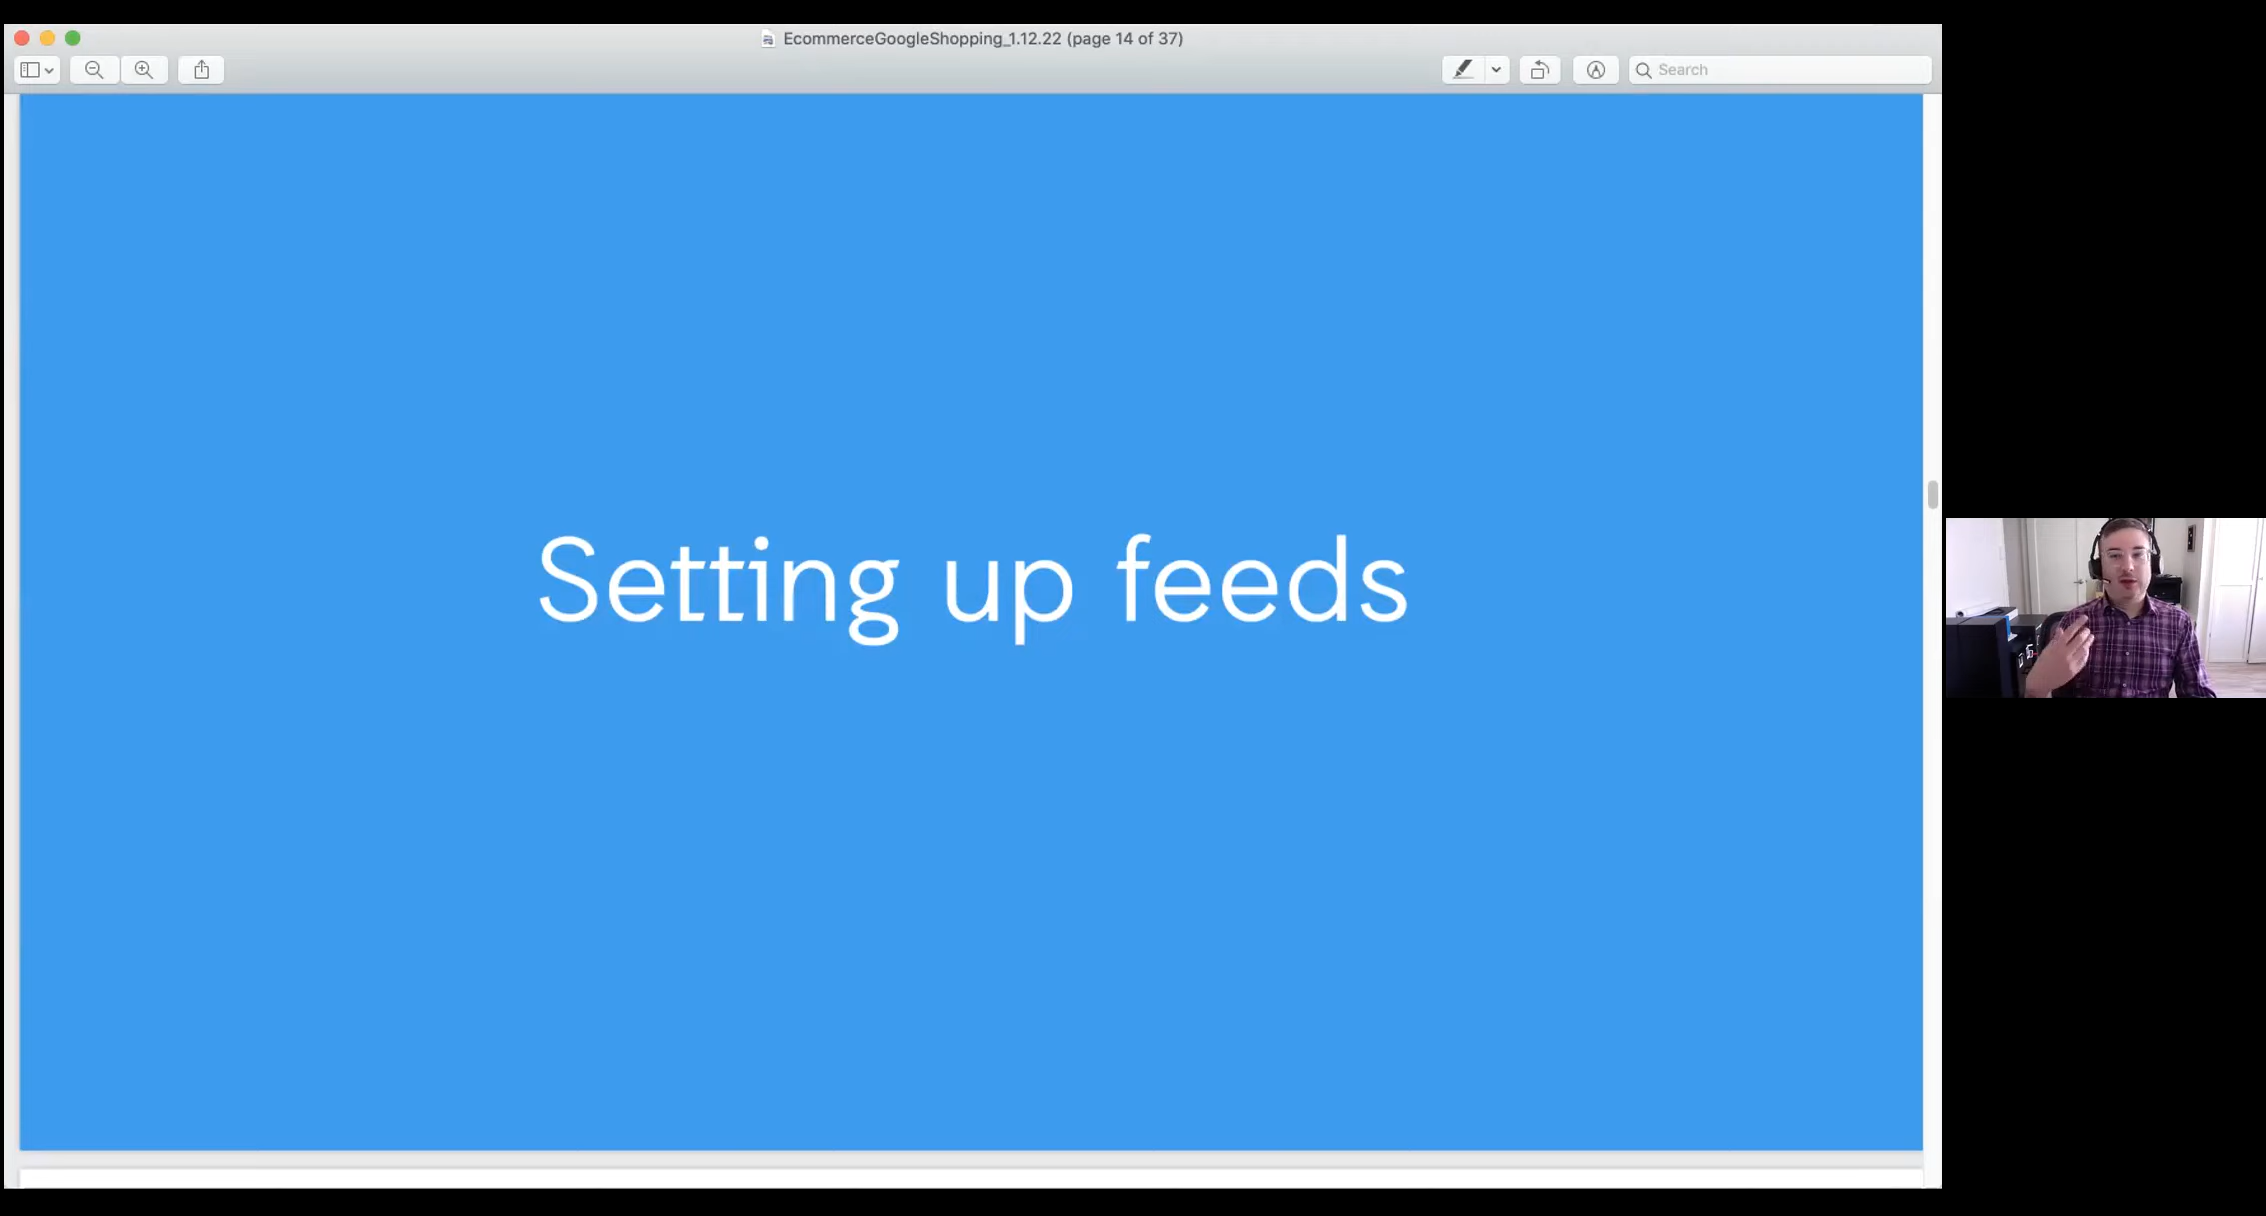 EcommerceGoogleShopping_1.12.22 (page 14 of 37)
Search
Setting up feeds